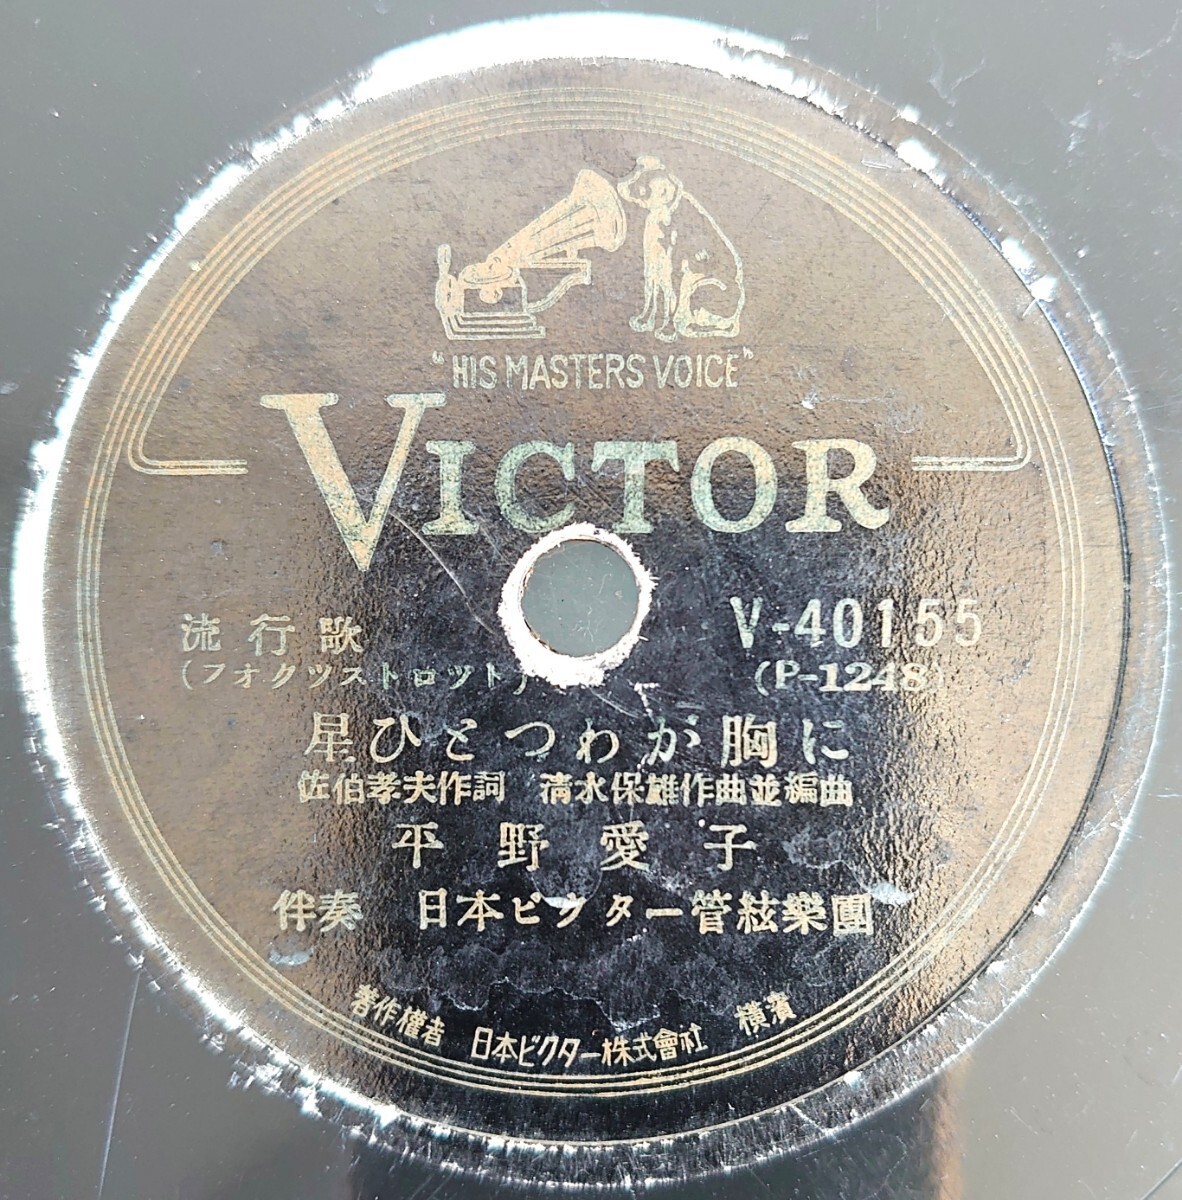 "HIS MASTERS VOICE"
VICTOR
流行歌
V-40155
(フオクツストロツト)
(P-1248)
星ひとつわが胸に
佐伯孝夫作詞 清水保雄作曲並編曲
平野愛子
伴奏 日本ビクター管絃樂團
著作權者 日本ビクター株式會社 横濱